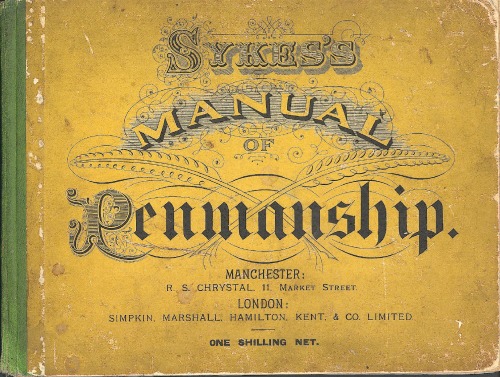 SYKES'S
MANUAL
OF
Penmanship.
MANCHESTER:
R. S. CHRYSTAL, 11, MARKET STREET
LONDON:
SIMPKIN, MARSHALL, HAMILTON, KENT, & CO. LIMITED
ONE SHILLING NET.